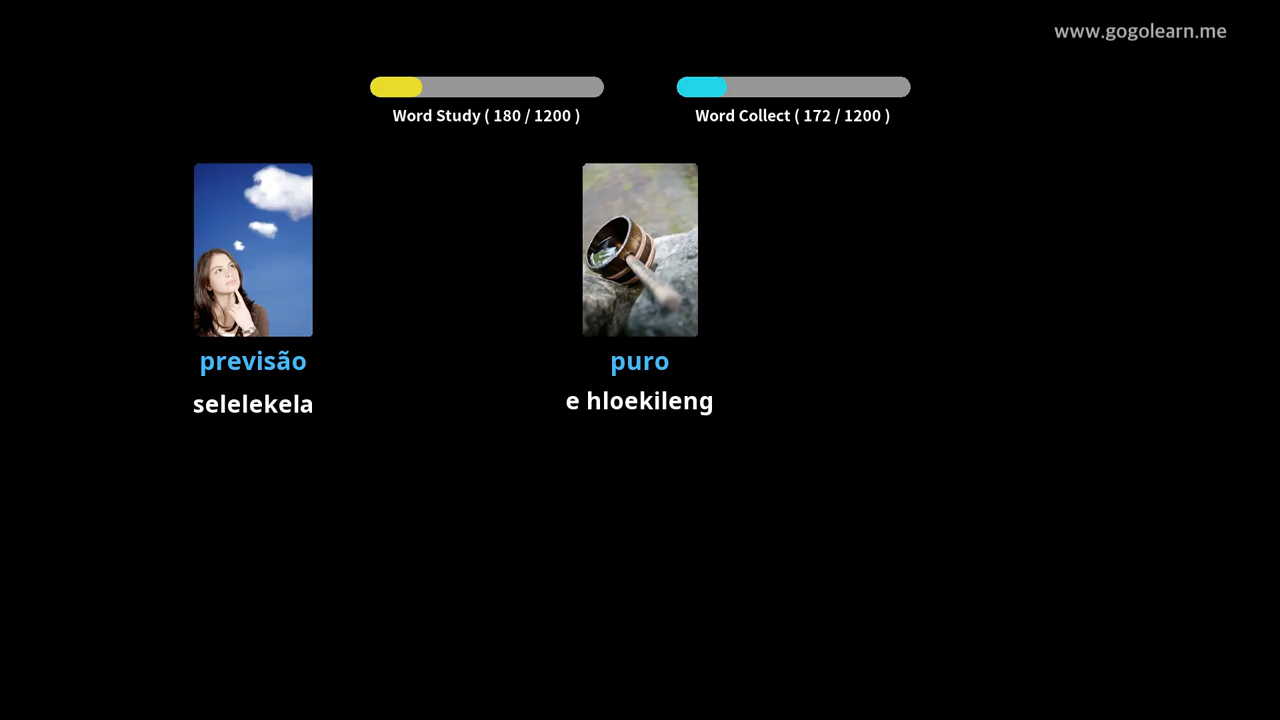 www.gogolearn.me
Word Study ( 180 / 1200 )
Word Collect ( 172 / 1200 )
previsão
selelekela
puro
e hloekileng